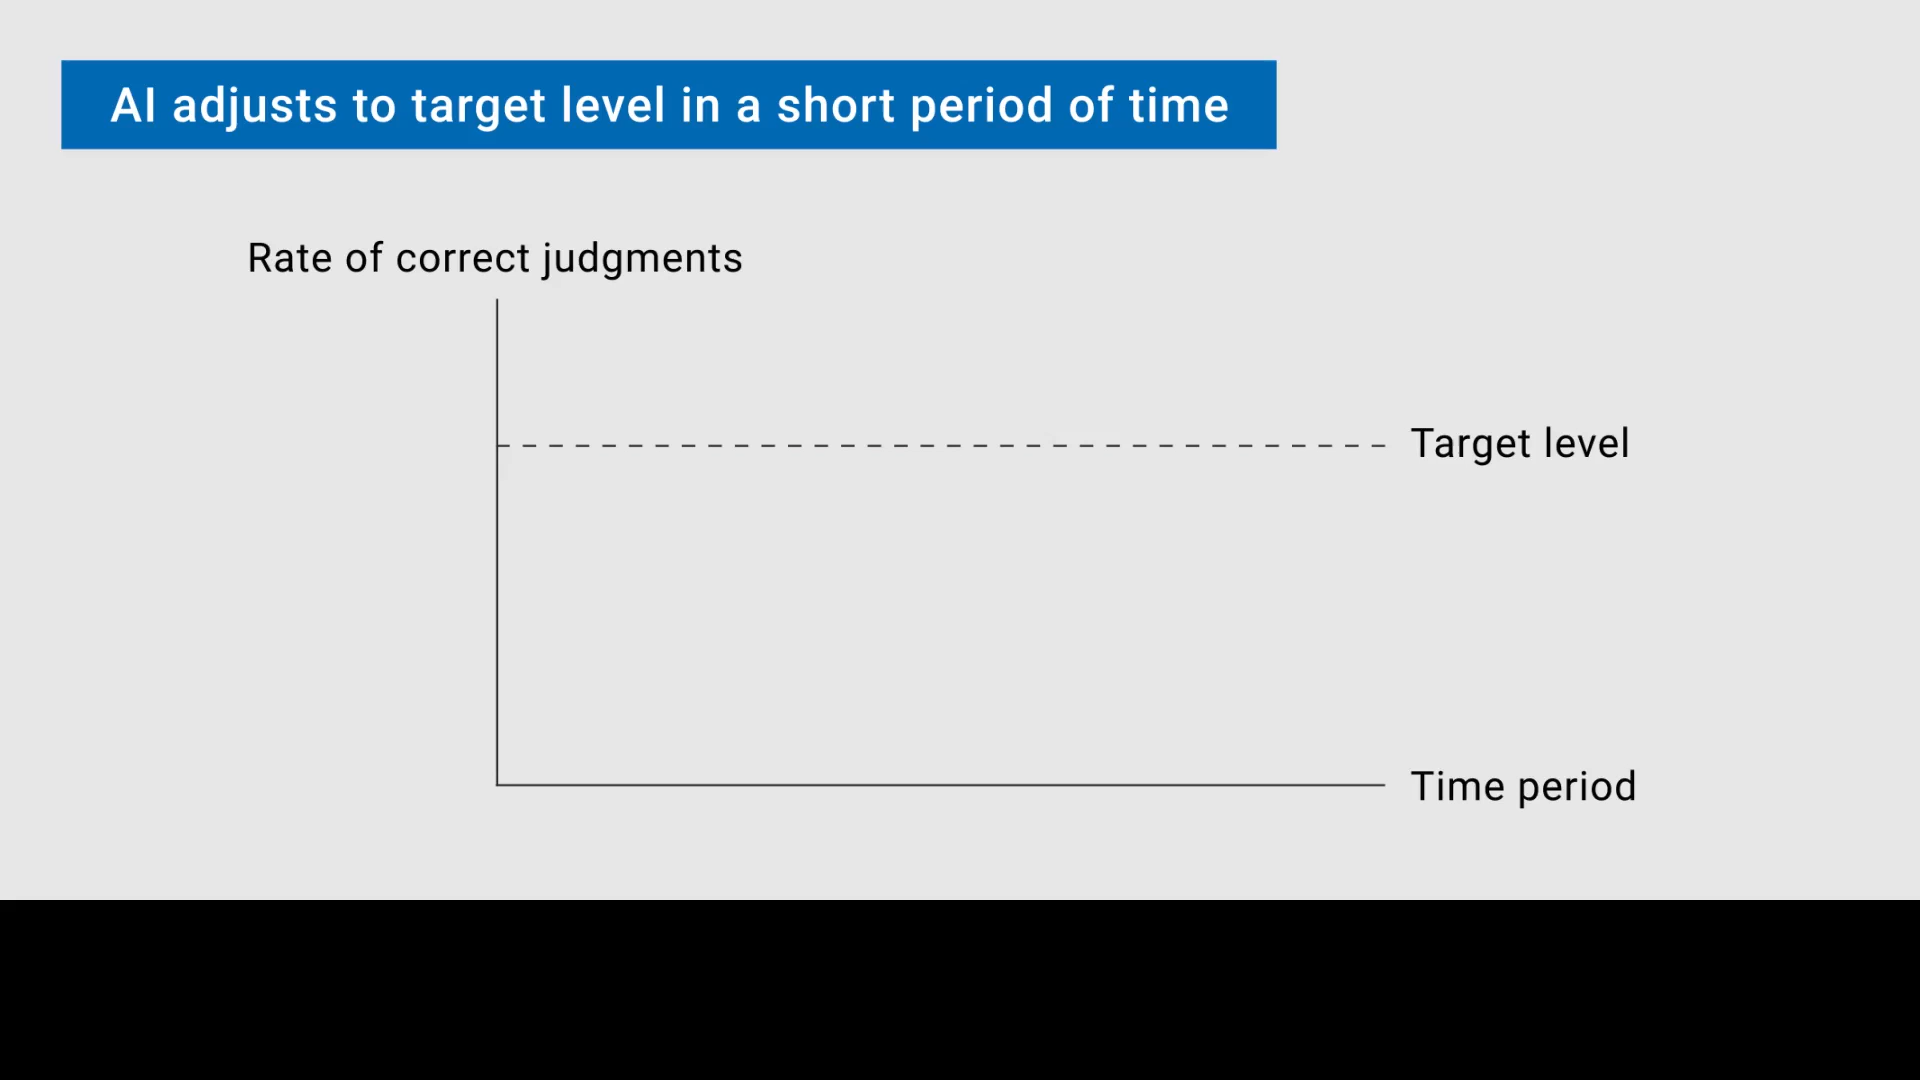 AI adjusts to target level in a short period of time
Rate of correct judgments
Target level
Time period